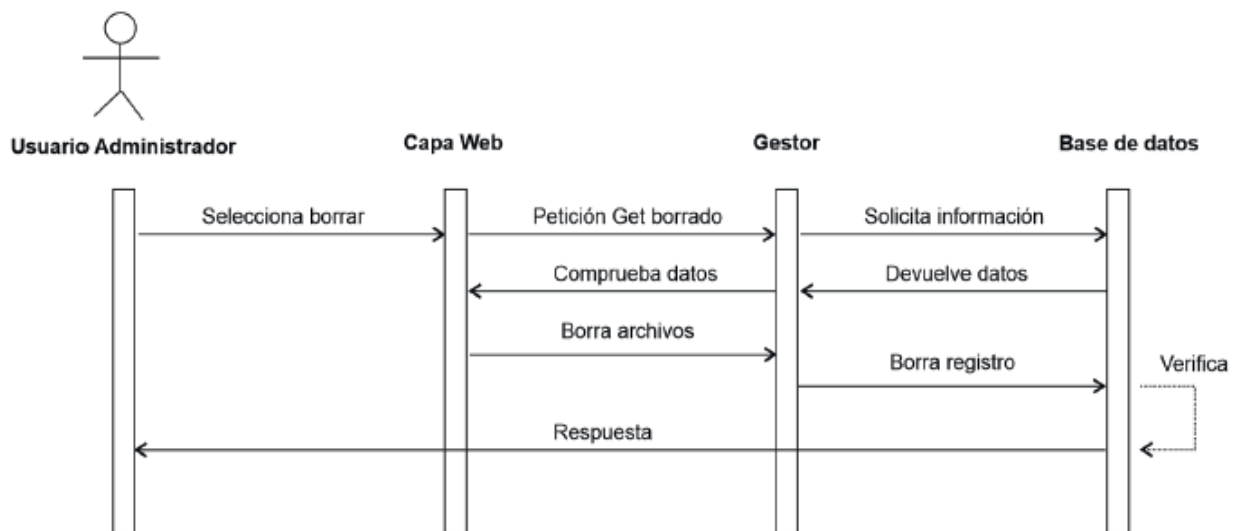 Usuario Administrador
Capa Web
Gestor
Base de datos
Selecciona borrar
Petición Get borrado
Solicita información
Comprueba datos
Devuelve datos
Borra archivos
Borra registro
Verifica
Respuesta